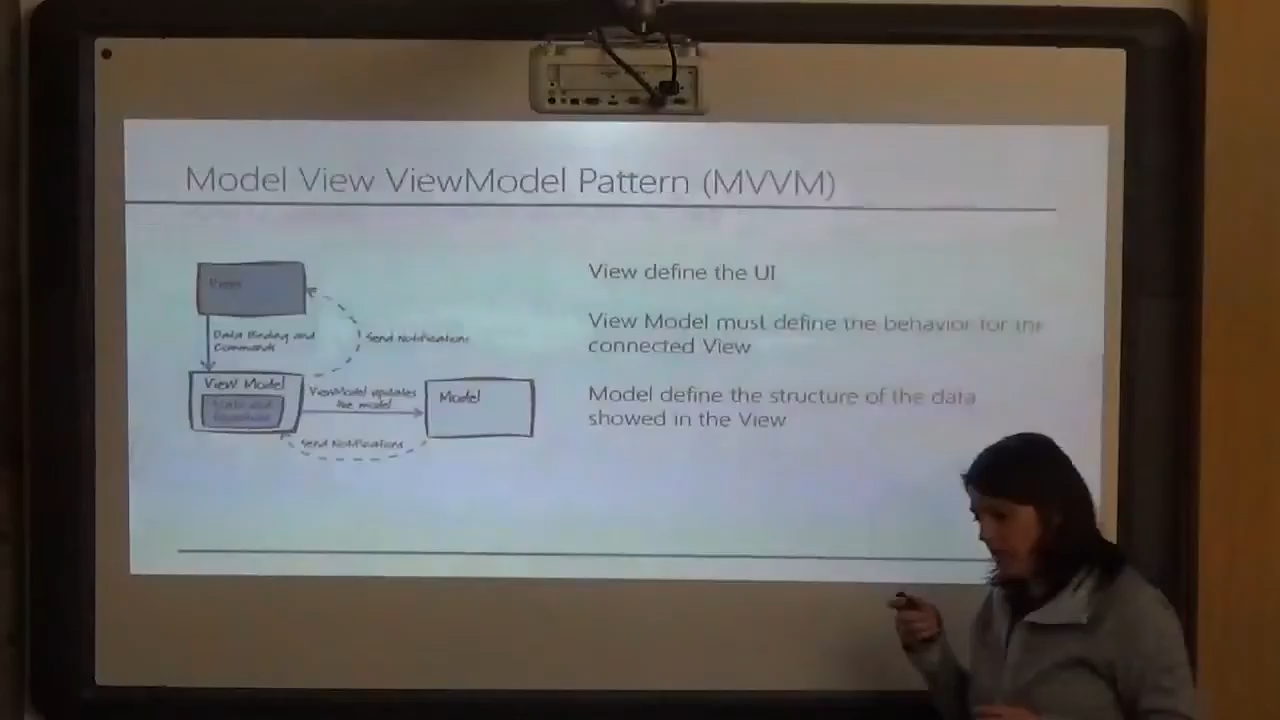 Model View ViewModel Pattern (MVVM)
View
Data Binding and
Commands
Send Notifications
View Model
State and
Operations
ViewModel updates
the model
Model
Send Notifications
View define the UI
View Model must define the behavior for the
connected View
Model define the structure of the data
showed in the View